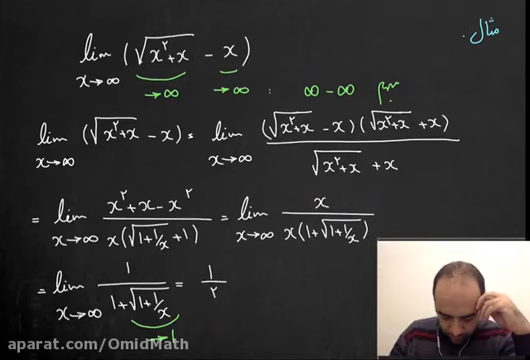 مثال.
lim x→∞ (√(x²+x) - x)
→∞ →∞ : ∞ - ∞ مبهم
lim x→∞ (√(x²+x) - x) = lim x→∞ (√(x²+x) - x)(√(x²+x) + x) / (√(x²+x) + x)
= lim x→∞ (x²+x-x²) / (x(√(1+1/x) + 1)) = lim x→∞ x / (x(1+√(1+1/x)))
= lim x→∞ 1 / (1+√(1+1/x)) = ۱/۲
→1
aparat.com/OmidMath